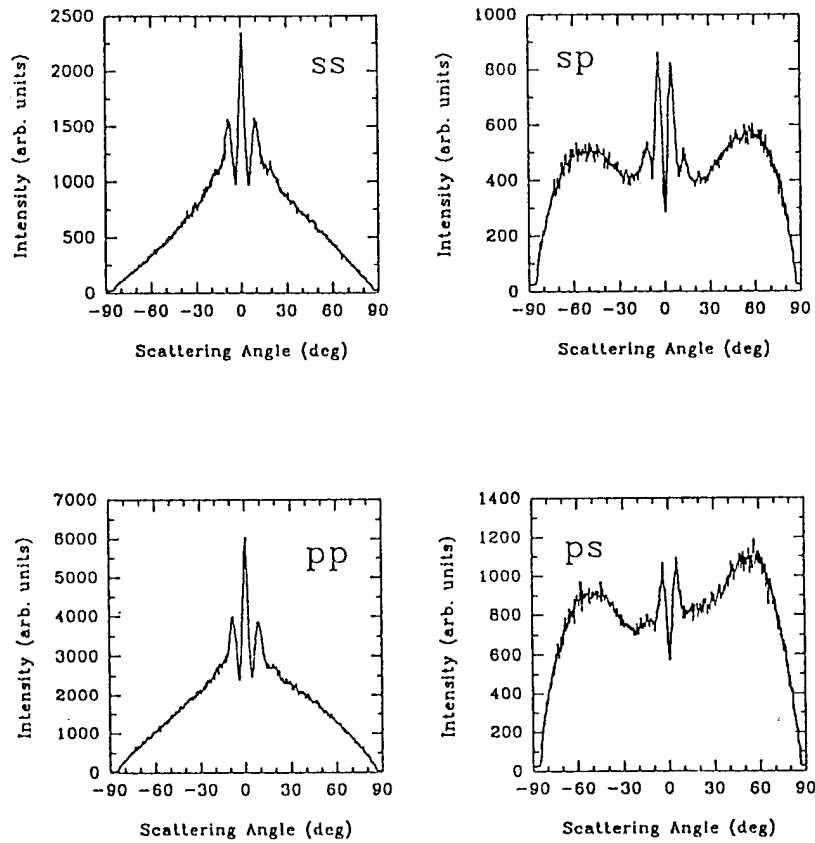 2500
2000
1500
1000
500
0
Intensity (arb. units)
ss
−90 −60 −30 0 30 60 90
Scattering Angle (deg)
1000
800
600
400
200
0
Intensity (arb. units)
sp
−90 −60 −30 0 30 60 90
Scattering Angle (deg)
7000
6000
5000
4000
3000
2000
1000
0
Intensity (arb. units)
pp
−90 −60 −30 0 30 60 90
Scattering Angle (deg)
1400
1200
1000
800
600
400
200
0
Intensity (arb. units)
ps
−90 −60 −30 0 30 60 90
Scattering Angle (deg)